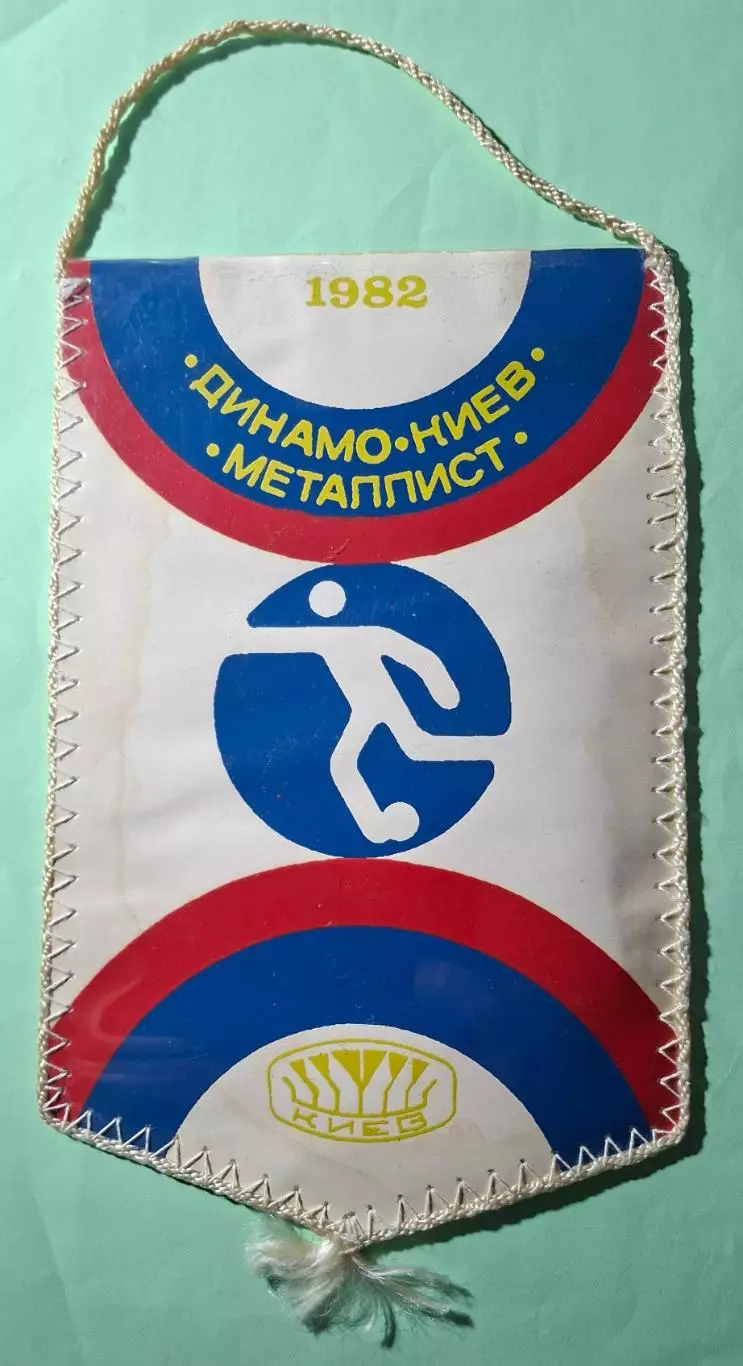 1982
•ДИНАМО•КИЕВ•
•МЕТАЛЛИСТ•
КИЕВ